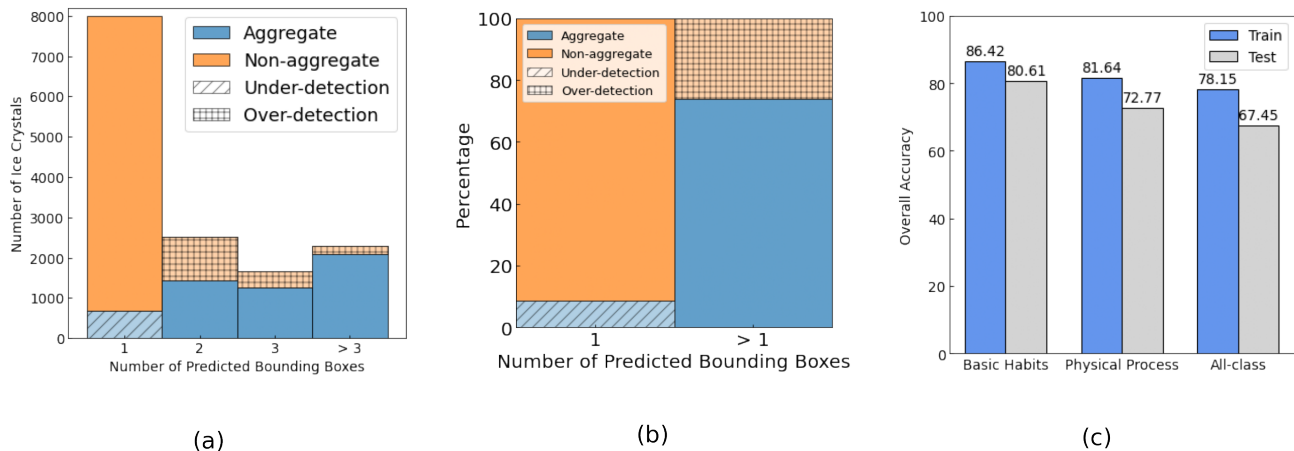 8000
7000
6000
5000
4000
3000
2000
1000
0
Number of Ice Crystals
Aggregate
Non-aggregate
Under-detection
Over-detection
1 2 3 > 3
Number of Predicted Bounding Boxes
(a)
100
80
60
40
20
0
Percentage
Aggregate
Non-aggregate
Under-detection
Over-detection
1 > 1
Number of Predicted Bounding Boxes
(b)
100
80
60
40
20
0
Overall Accuracy
Train
Test
86.42
80.61
81.64
72.77
78.15
67.45
Basic Habits Physical Process All-class
(c)